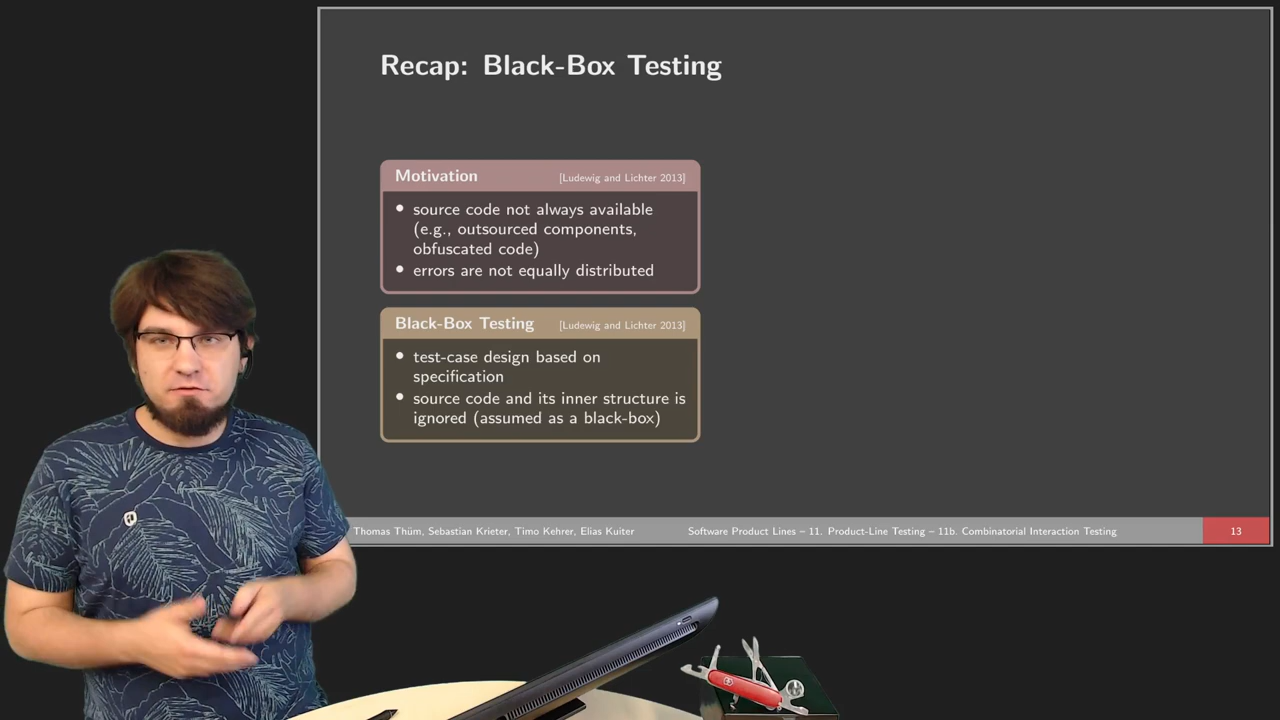 Recap: Black-Box Testing
Motivation [Ludewig and Lichter 2013]
• source code not always available
(e.g., outsourced components,
obfuscated code)
• errors are not equally distributed
Black-Box Testing [Ludewig and Lichter 2013]
• test-case design based on
specification
• source code and its inner structure is
ignored (assumed as a black-box)
Thomas Thüm, Sebastian Krieter, Timo Kehrer, Elias Kuiter Software Product Lines – 11. Product-Line Testing – 11b. Combinatorial Interaction Testing 13